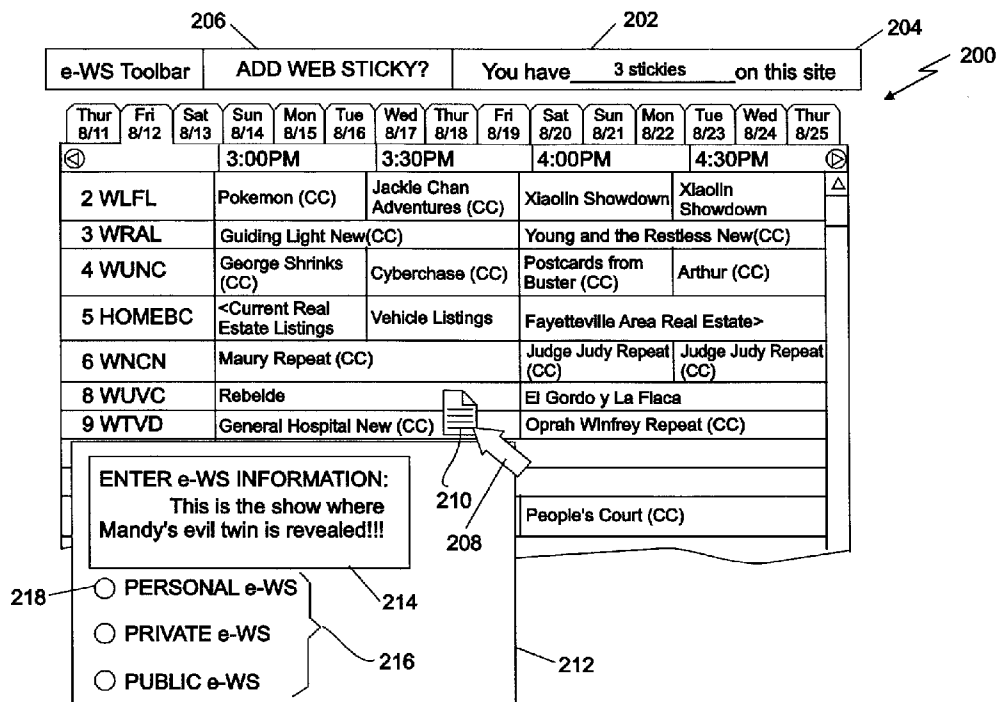 206
202
204
200
e-WS Toolbar ADD WEB STICKY? You have 3 stickies on this site
Thur 8/11 Fri 8/12 Sat 8/13 Sun 8/14 Mon 8/15 Tue 8/16 Wed 8/17 Thur 8/18 Fri 8/19 Sat 8/20 Sun 8/21 Mon 8/22 Tue 8/23 Wed 8/24 Thur 8/25
3:00PM 3:30PM 4:00PM 4:30PM
2 WLFL Pokemon (CC) Jackie Chan Adventures (CC) Xiaolin Showdown Xiaolin Showdown
3 WRAL Guiding Light New(CC) Young and the Restless New(CC)
4 WUNC George Shrinks (CC) Cyberchase (CC) Postcards from Buster (CC) Arthur (CC)
5 HOMEBC <Current Real Estate Listings Vehicle Listings Fayetteville Area Real Estate>
6 WNCN Maury Repeat (CC) Judge Judy Repeat (CC) Judge Judy Repeat (CC)
8 WUVC Rebelde El Gordo y La Flaca
9 WTVD General Hospital New (CC) Oprah Winfrey Repeat (CC)
ENTER e-WS INFORMATION:
This is the show where
Mandy's evil twin is revealed!!!
210
208
People's Court (CC)
218
PERSONAL e-WS
214
PRIVATE e-WS
216
212
PUBLIC e-WS